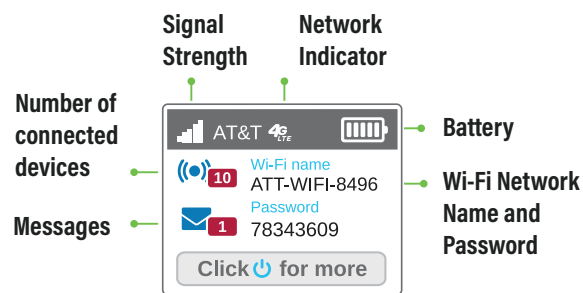 Signal
Strength
Network
Indicator
Number of
connected
devices
Messages
AT&T 4G LTE
Wi-Fi name
10
ATT-WIFI-8496
Password
1
78343609
Click for more
Battery
Wi-Fi Network
Name and
Password